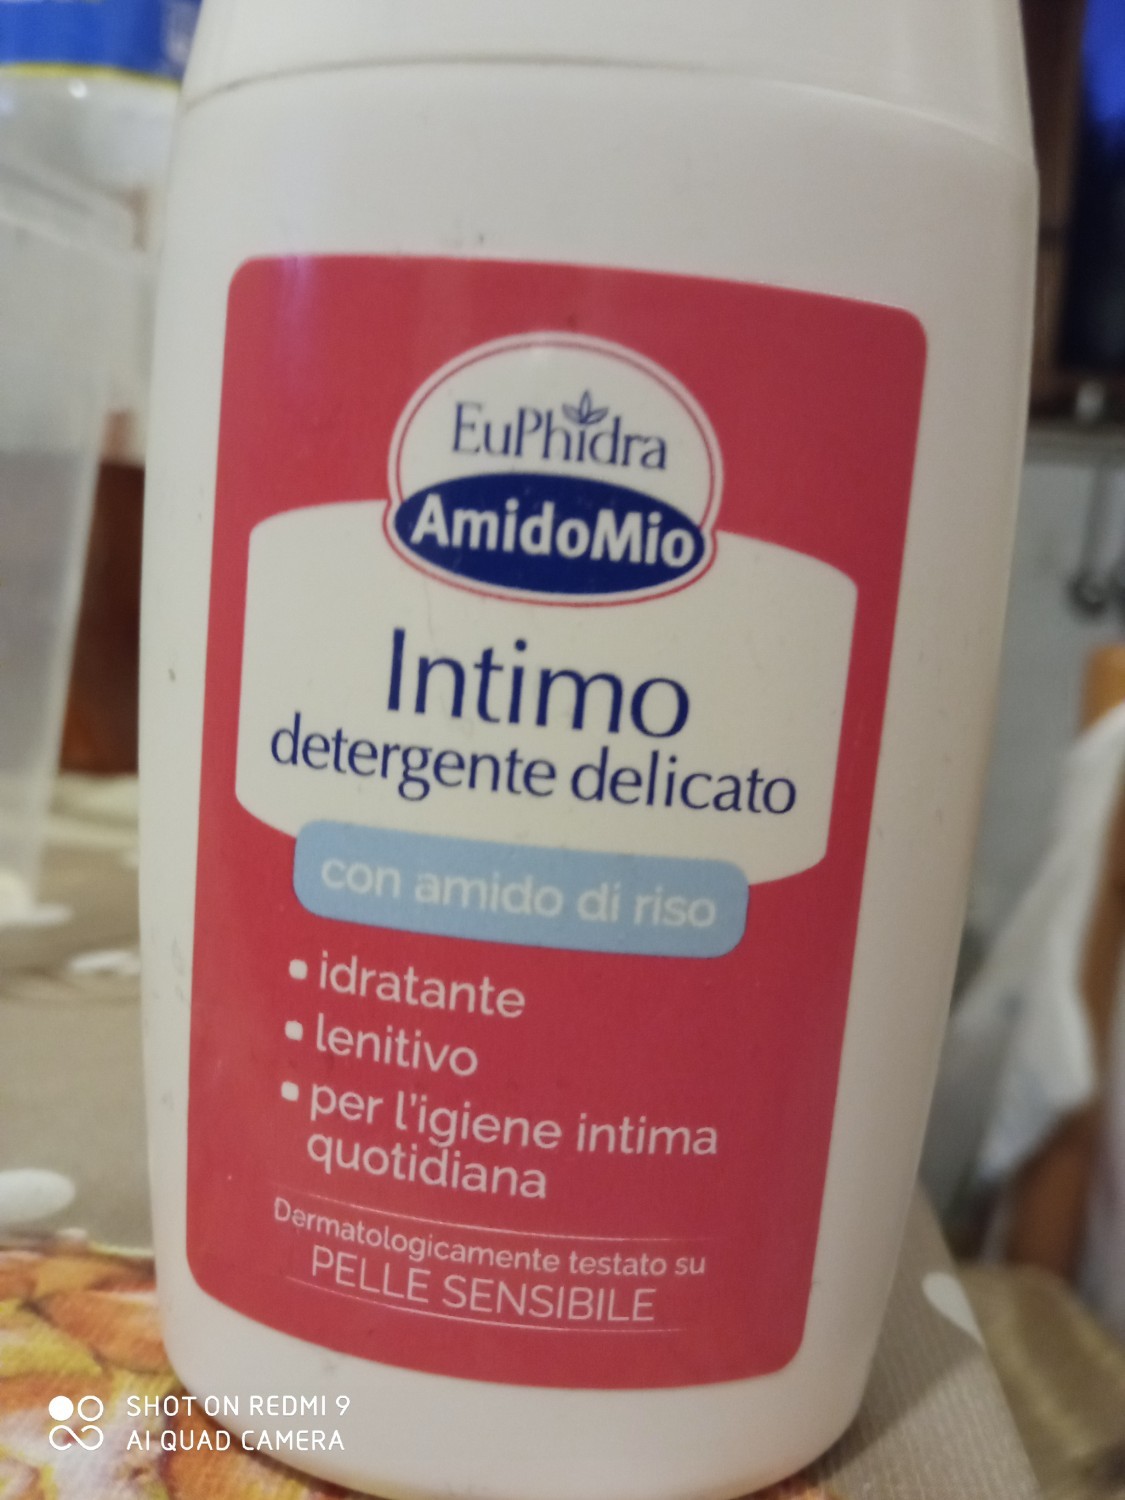 EuPhidra
AmidoMio
Intimo
detergente delicato
con amido di riso
▪ idratante
▪ lenitivo
▪ per l'igiene intima
quotidiana
Dermatologicamente testato su
PELLE SENSIBILE
SHOT ON REDMI 9
AI QUAD CAMERA